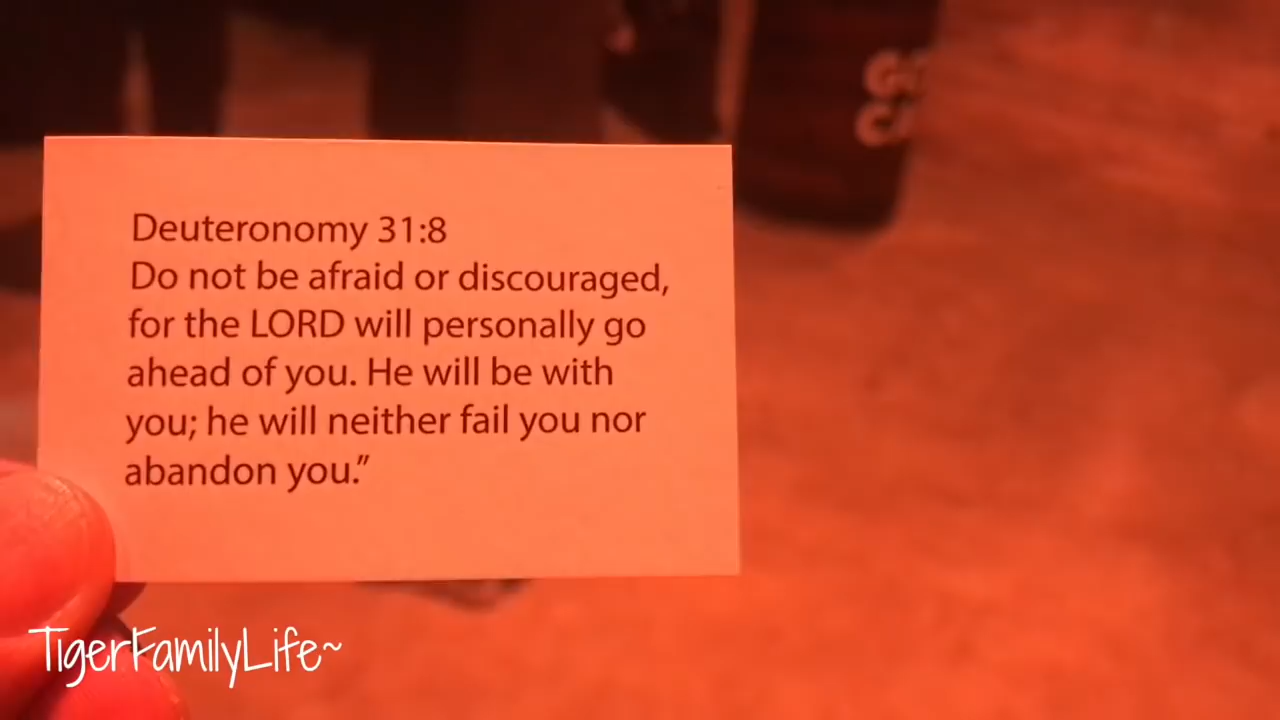 Deuteronomy 31:8
Do not be afraid or discouraged,
for the LORD will personally go
ahead of you. He will be with
you; he will neither fail you nor
abandon you.”
TigerFamilyLife~